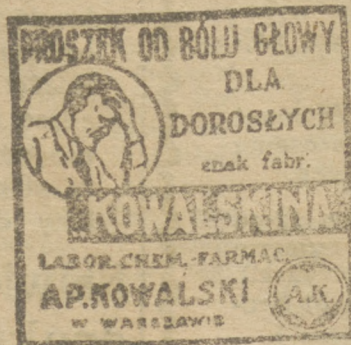 PROSZEK OD BÓLU GŁOWY
DLA
DOROSŁYCH
znak fabr.
KOWALSKINA
LABOR. CHEM.-FARMAC.
AP. KOWALSKI
A.K.
W WARSZAWIE